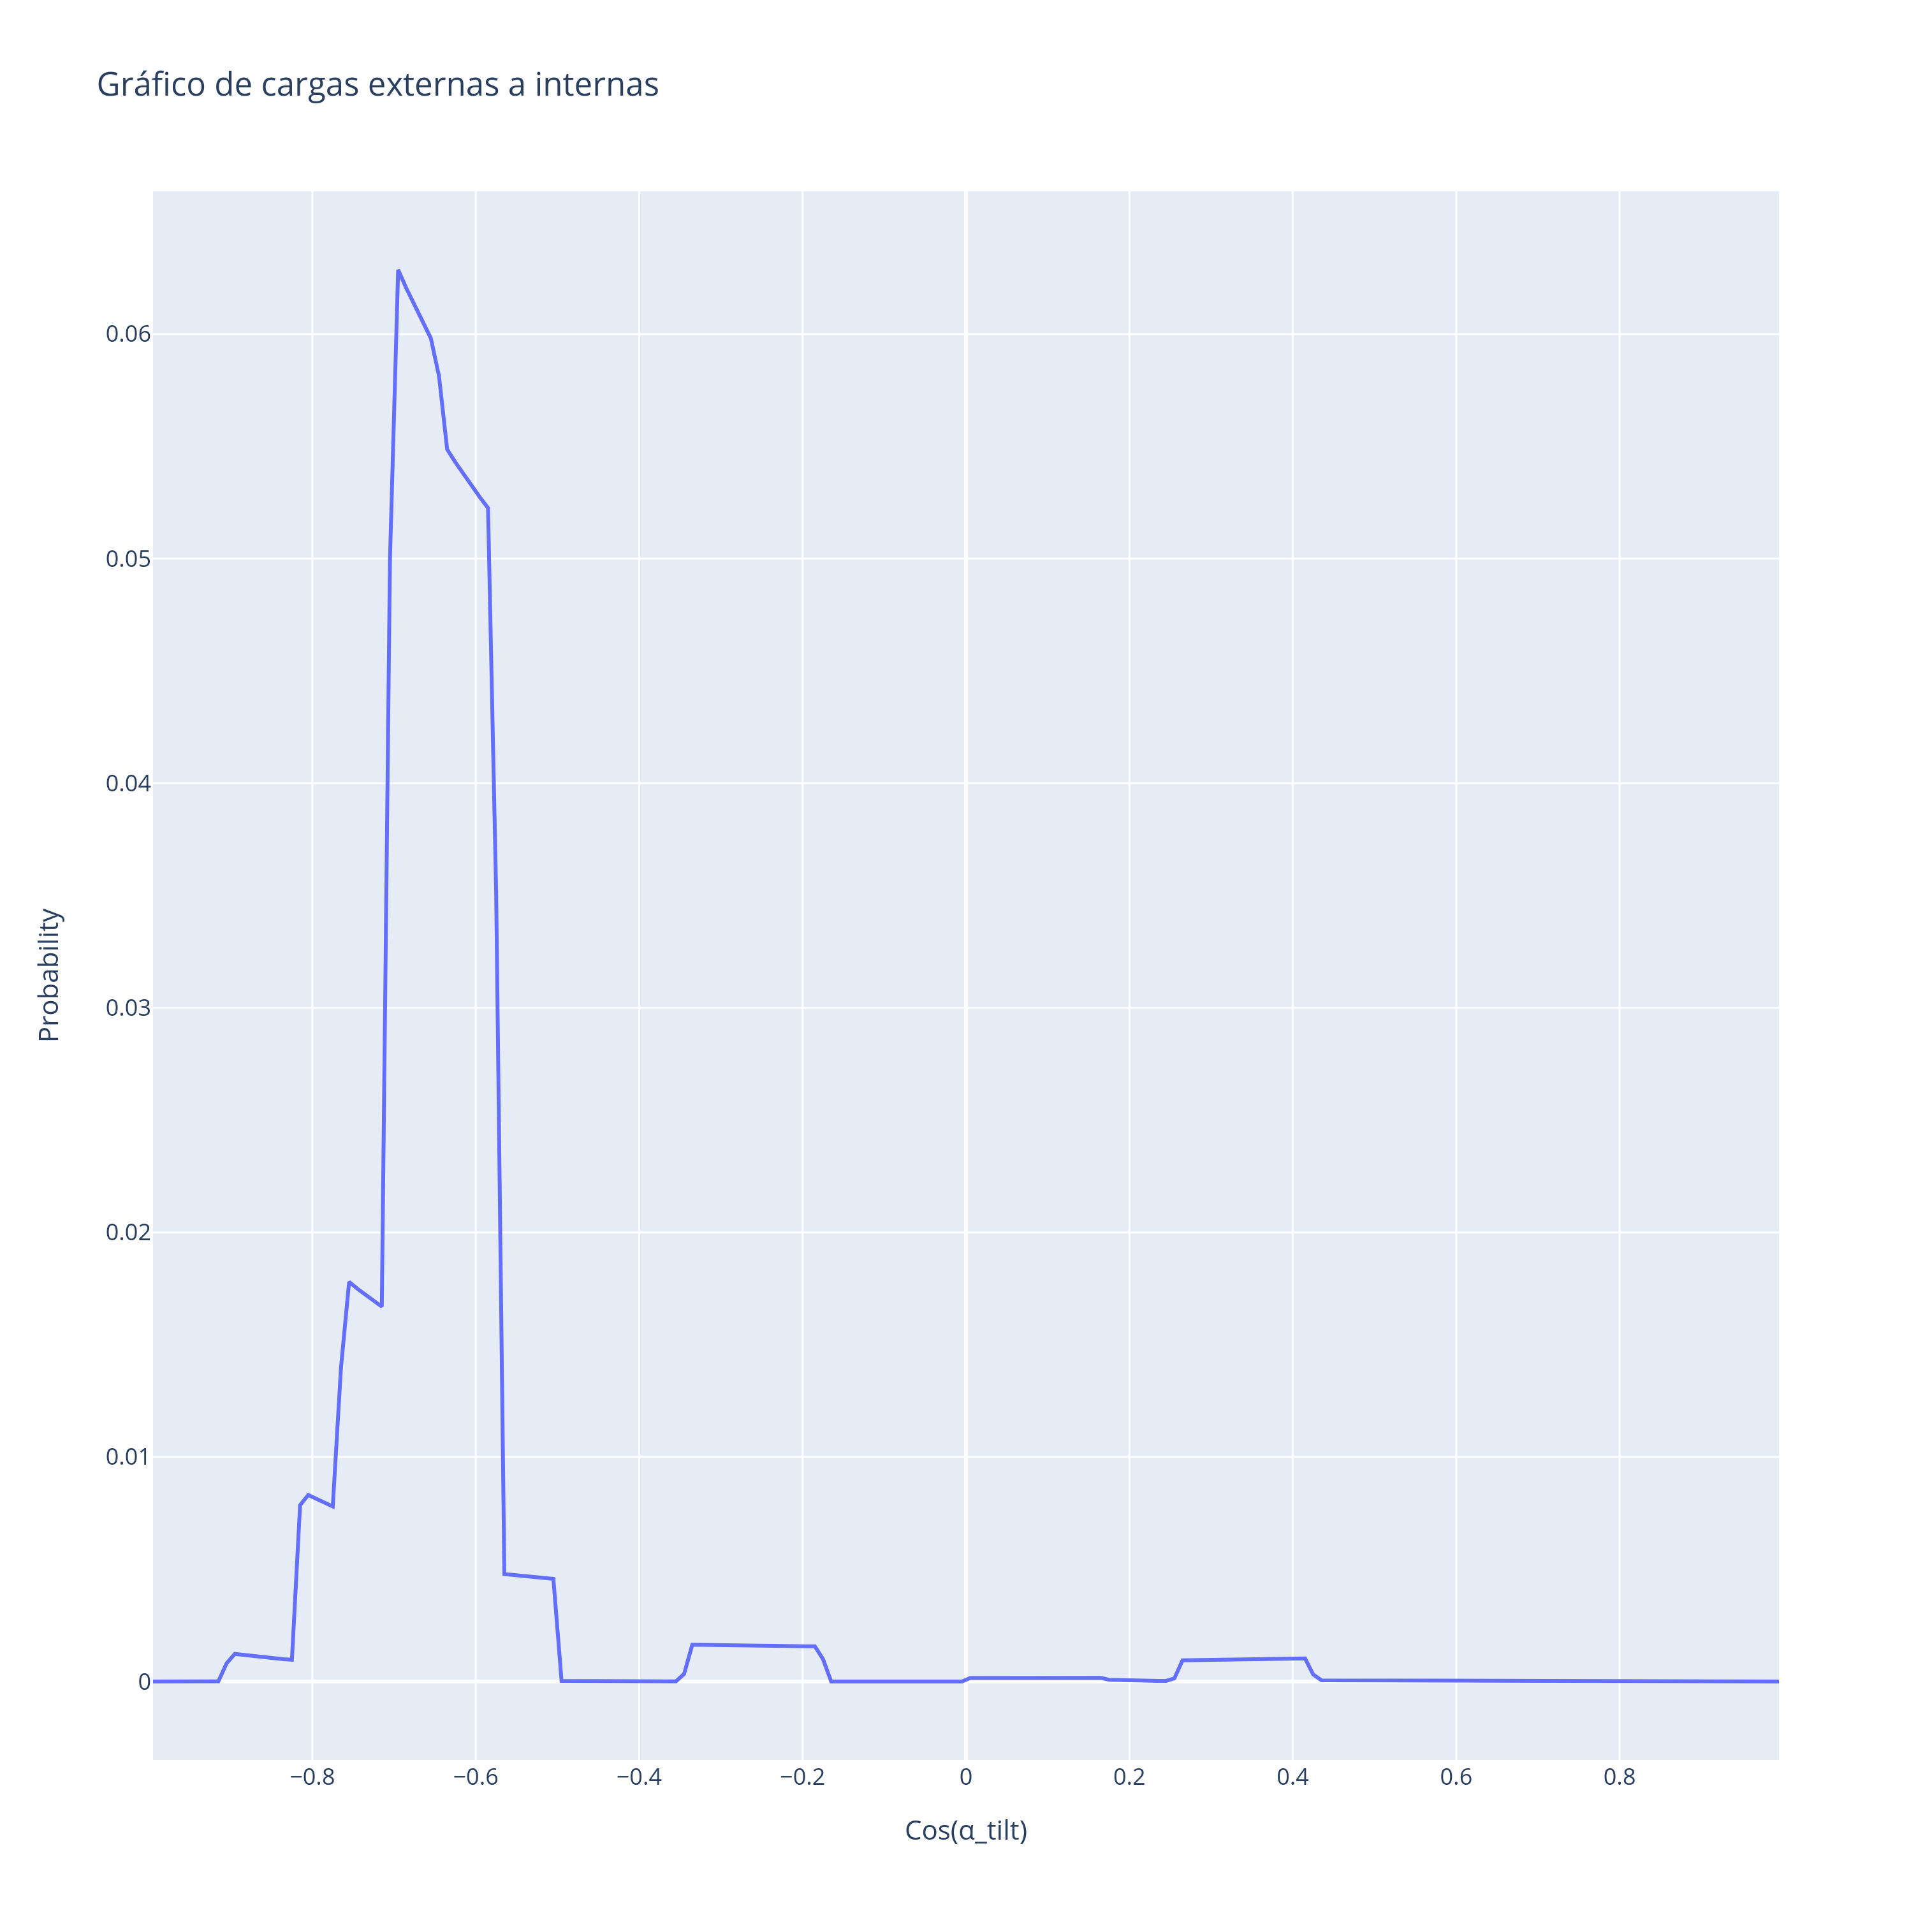 Gráfico de cargas externas a internas
0.06
0.05
0.04
0.03
0.02
0.01
0
Probability
−0.8 −0.6 −0.4 −0.2 0 0.2 0.4 0.6 0.8
Cos(α_tilt)